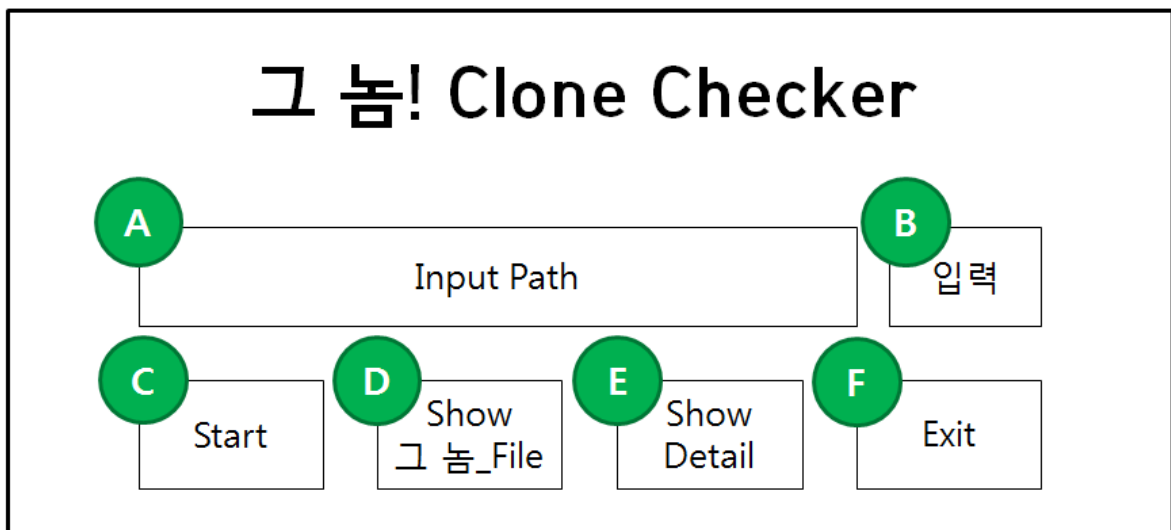 그 놈! Clone Checker
A
B
Input Path
입력
C
D
E
F
Start
Show
그 놈_File
Show
Detail
Exit